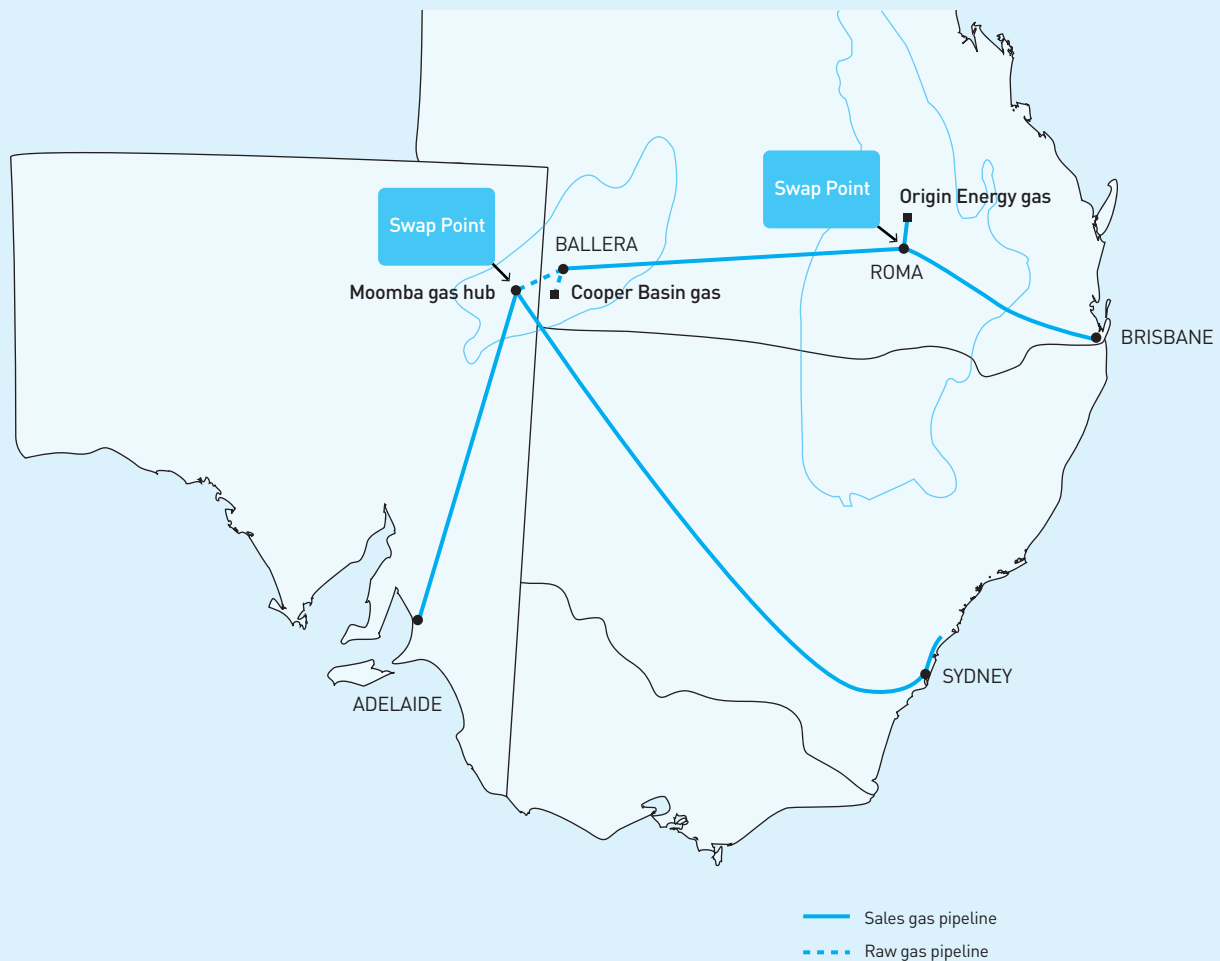 Swap Point
Origin Energy gas
Swap Point
BALLERA
ROMA
Moomba gas hub
Cooper Basin gas
BRISBANE
SYDNEY
ADELAIDE
Sales gas pipeline
Raw gas pipeline